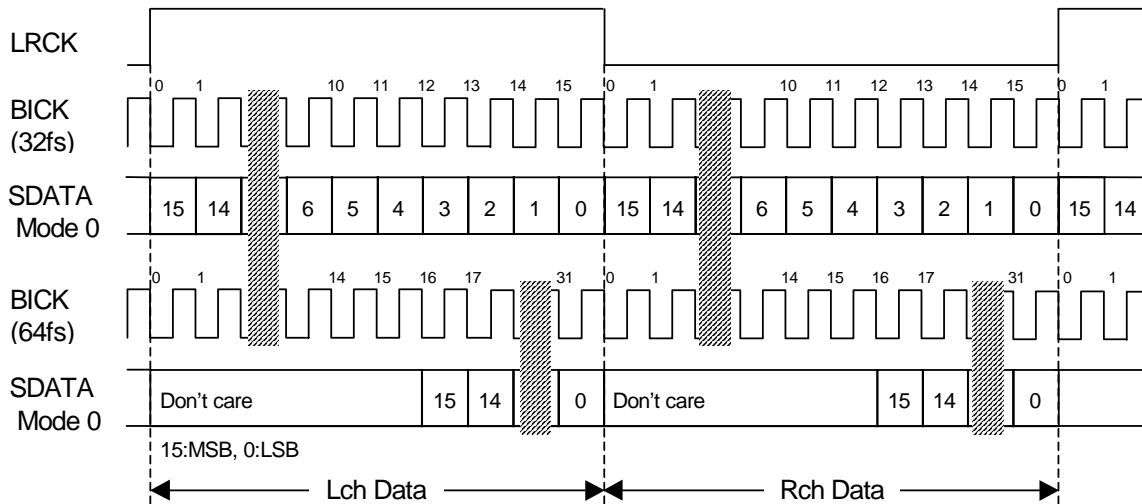 LRCK
0 1 10 11 12 13 14 15 0 1 10 11 12 13 14 15 0 1
BICK
(32fs)
SDATA
Mode 0
15 14 6 5 4 3 2 1 0 15 14 6 5 4 3 2 1 0 15 14
0 1 14 15 16 17 31 0 1 14 15 16 17 31 0 1
BICK
(64fs)
SDATA
Mode 0
Don't care 15 14 0 Don't care 15 14 0
15:MSB, 0:LSB
Lch Data Rch Data